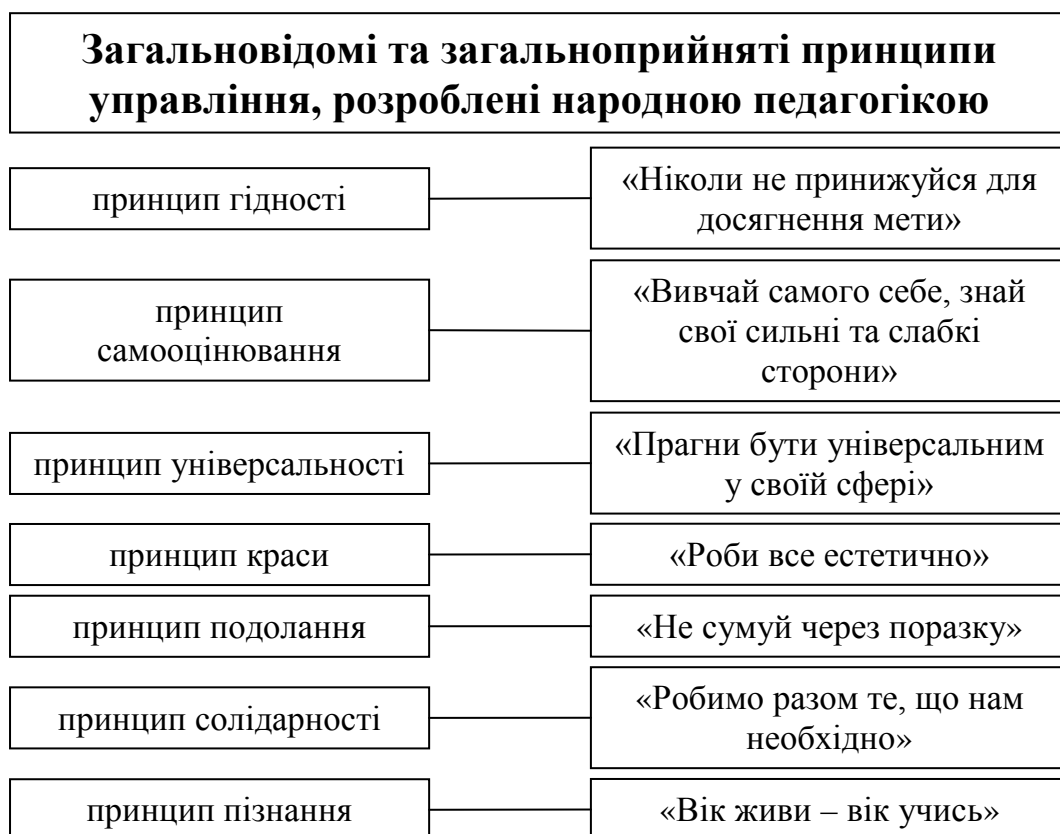 Загальновідомі та загальноприйняті принципи
управління, розроблені народною педагогікою
принцип гідності
«Ніколи не принижуйся для
досягнення мети»
принцип
самооцінювання
«Вивчай самого себе, знай
свої сильні та слабкі
сторони»
принцип універсальності
«Прагни бути універсальним
у своїй сфері»
принцип краси
«Роби все естетично»
принцип подолання
«Не сумуй через поразку»
принцип солідарності
«Робимо разом те, що нам
необхідно»
принцип пізнання
«Вік живи – вік учись»